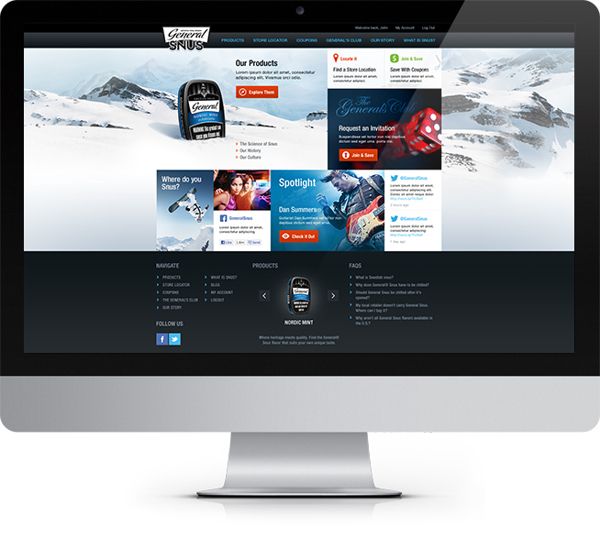 Welcome back, John
My Account
Log Out
General
SNUS
PRODUCTS
STORE LOCATOR
COUPONS
GENERAL'S CLUB
OUR STORY
WHAT IS SNUS?
Our Products
Lorem ipsum dolor sit amet, consectetur
adipiscing elit. Vivamus orci odio.
Explore Them
The Science of Snus
Our History
Our Culture
General
Locate it
Find a Store Location
Lorem ipsum dolor sit
amet, consectetur
adipiscing elit.
Join & Save
Save With Coupons
Lorem ipsum dolor sit
amet, consectetur
adipiscing elit.
The
Generals Club
Request an Invitation
Join & Save
Where do you
Snus?
GeneralSnus
Lorem ipsum dolor sit
amet, consectetur
adipiscing.
Like
Spotlight
Dan Summers
Check it Out
@GeneralSnus
@GeneralSnus
NAVIGATE
PRODUCTS
STORE LOCATOR
COUPONS
THE GENERAL'S CLUB
OUR STORY
WHAT IS SNUS?
BLOG
MY ACCOUNT
LOGOUT
FOLLOW US
PRODUCTS
General
NORDIC MINT
Where heritage meets quality. Find the General®
Snus flavor that suits your own unique taste.
FAQS
What is Swedish snus?
Why does General® Snus have to be chilled?
Should General Snus be chilled after it's
opened?
My local retailer doesn't carry General Snus.
Where can I buy it?
Why aren't all General Snus flavors available
in the U.S.?